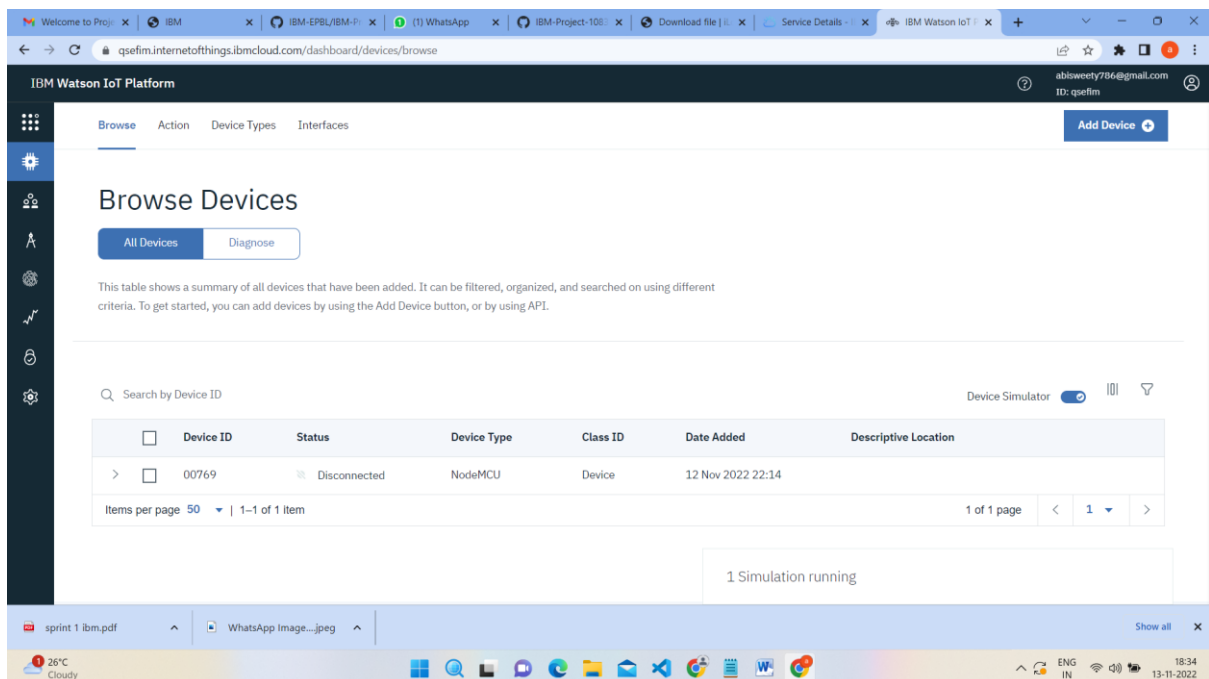 Welcome to Proje
IBM
IBM-EPBL/IBM-P
(1) WhatsApp
IBM-Project-108
Download file | iL
Service Details -
IBM Watson IoT P
qsefim.internetofthings.ibmcloud.com/dashboard/devices/browse
a
IBM Watson IoT Platform
abisweety786@gmail.com
ID: qsefim
Browse Action Device Types Interfaces
Add Device
Browse Devices
All Devices Diagnose
This table shows a summary of all devices that have been added. It can be filtered, organized, and searched on using different
criteria. To get started, you can add devices by using the Add Device button, or by using API.
Search by Device ID
Device Simulator
Device ID Status Device Type Class ID Date Added Descriptive Location
00769 Disconnected NodeMCU Device 12 Nov 2022 22:14
Items per page 50 | 1–1 of 1 item
1 of 1 page < 1 >
1 Simulation running
sprint 1 ibm.pdf
WhatsApp Image....jpeg
Show all
1
26°C
Cloudy
ENG
IN
18:34
13-11-2022